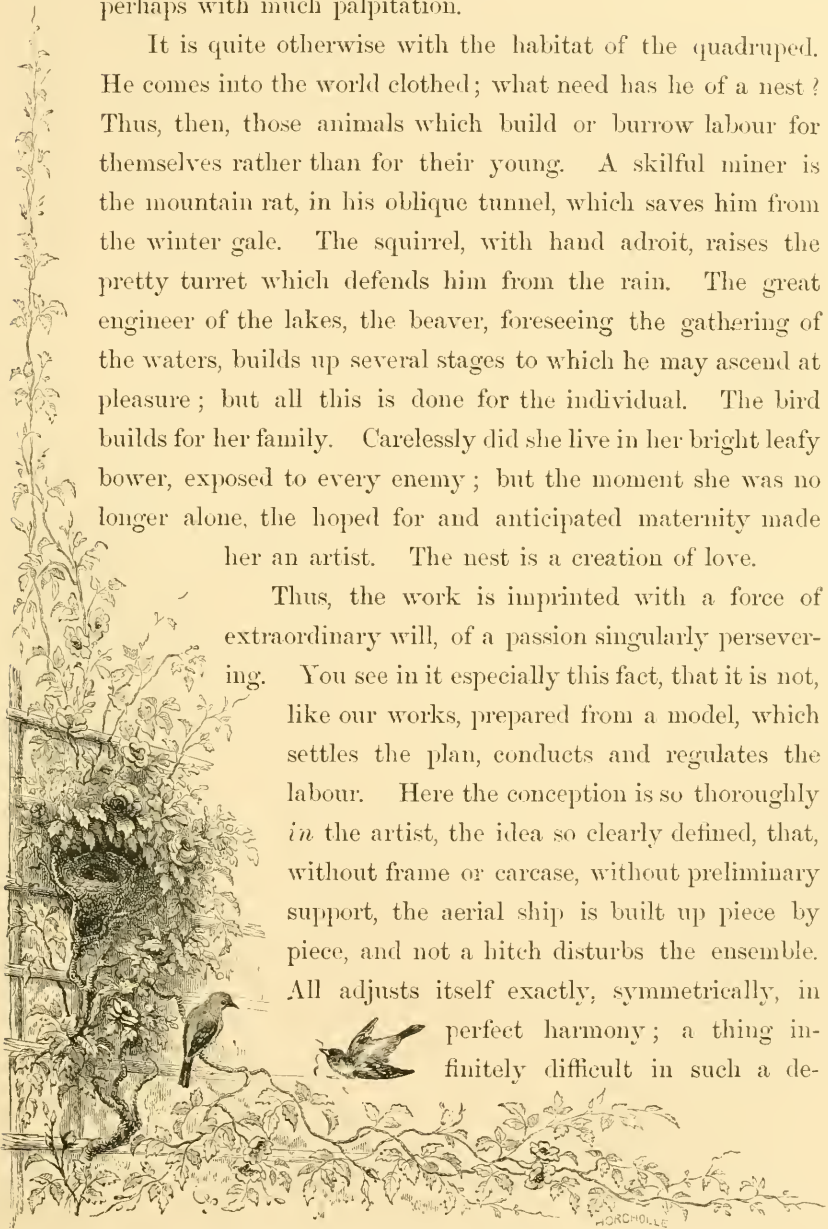 perhaps with much palpitation.
It is quite otherwise with the habitat of the quadruped.
He comes into the world clothed; what need has he of a nest?
Thus, then, those animals which build or burrow labour for
themselves rather than for their young. A skilful miner is
the mountain rat, in his oblique tunnel, which saves him from
the winter gale. The squirrel, with hand adroit, raises the
pretty turret which defends him from the rain. The great
engineer of the lakes, the beaver, foreseeing the gathering of
the waters, builds up several stages to which he may ascend at
pleasure; but all this is done for the individual. The bird
builds for her family. Carelessly did she live in her bright leafy
bower, exposed to every enemy; but the moment she was no
longer alone, the hoped for and anticipated maternity made
her an artist. The nest is a creation of love.
Thus, the work is imprinted with a force of
extraordinary will, of a passion singularly persever-
ing. You see in it especially this fact, that it is not,
like our works, prepared from a model, which
settles the plan, conducts and regulates the
labour. Here the conception is so thoroughly
in the artist, the idea so clearly defined, that,
without frame or carcase, without preliminary
support, the aerial ship is built up piece by
piece, and not a hitch disturbs the ensemble.
All adjusts itself exactly, symmetrically, in
perfect harmony; a thing in-
finitely difficult in such a de-
HORCHOLLE